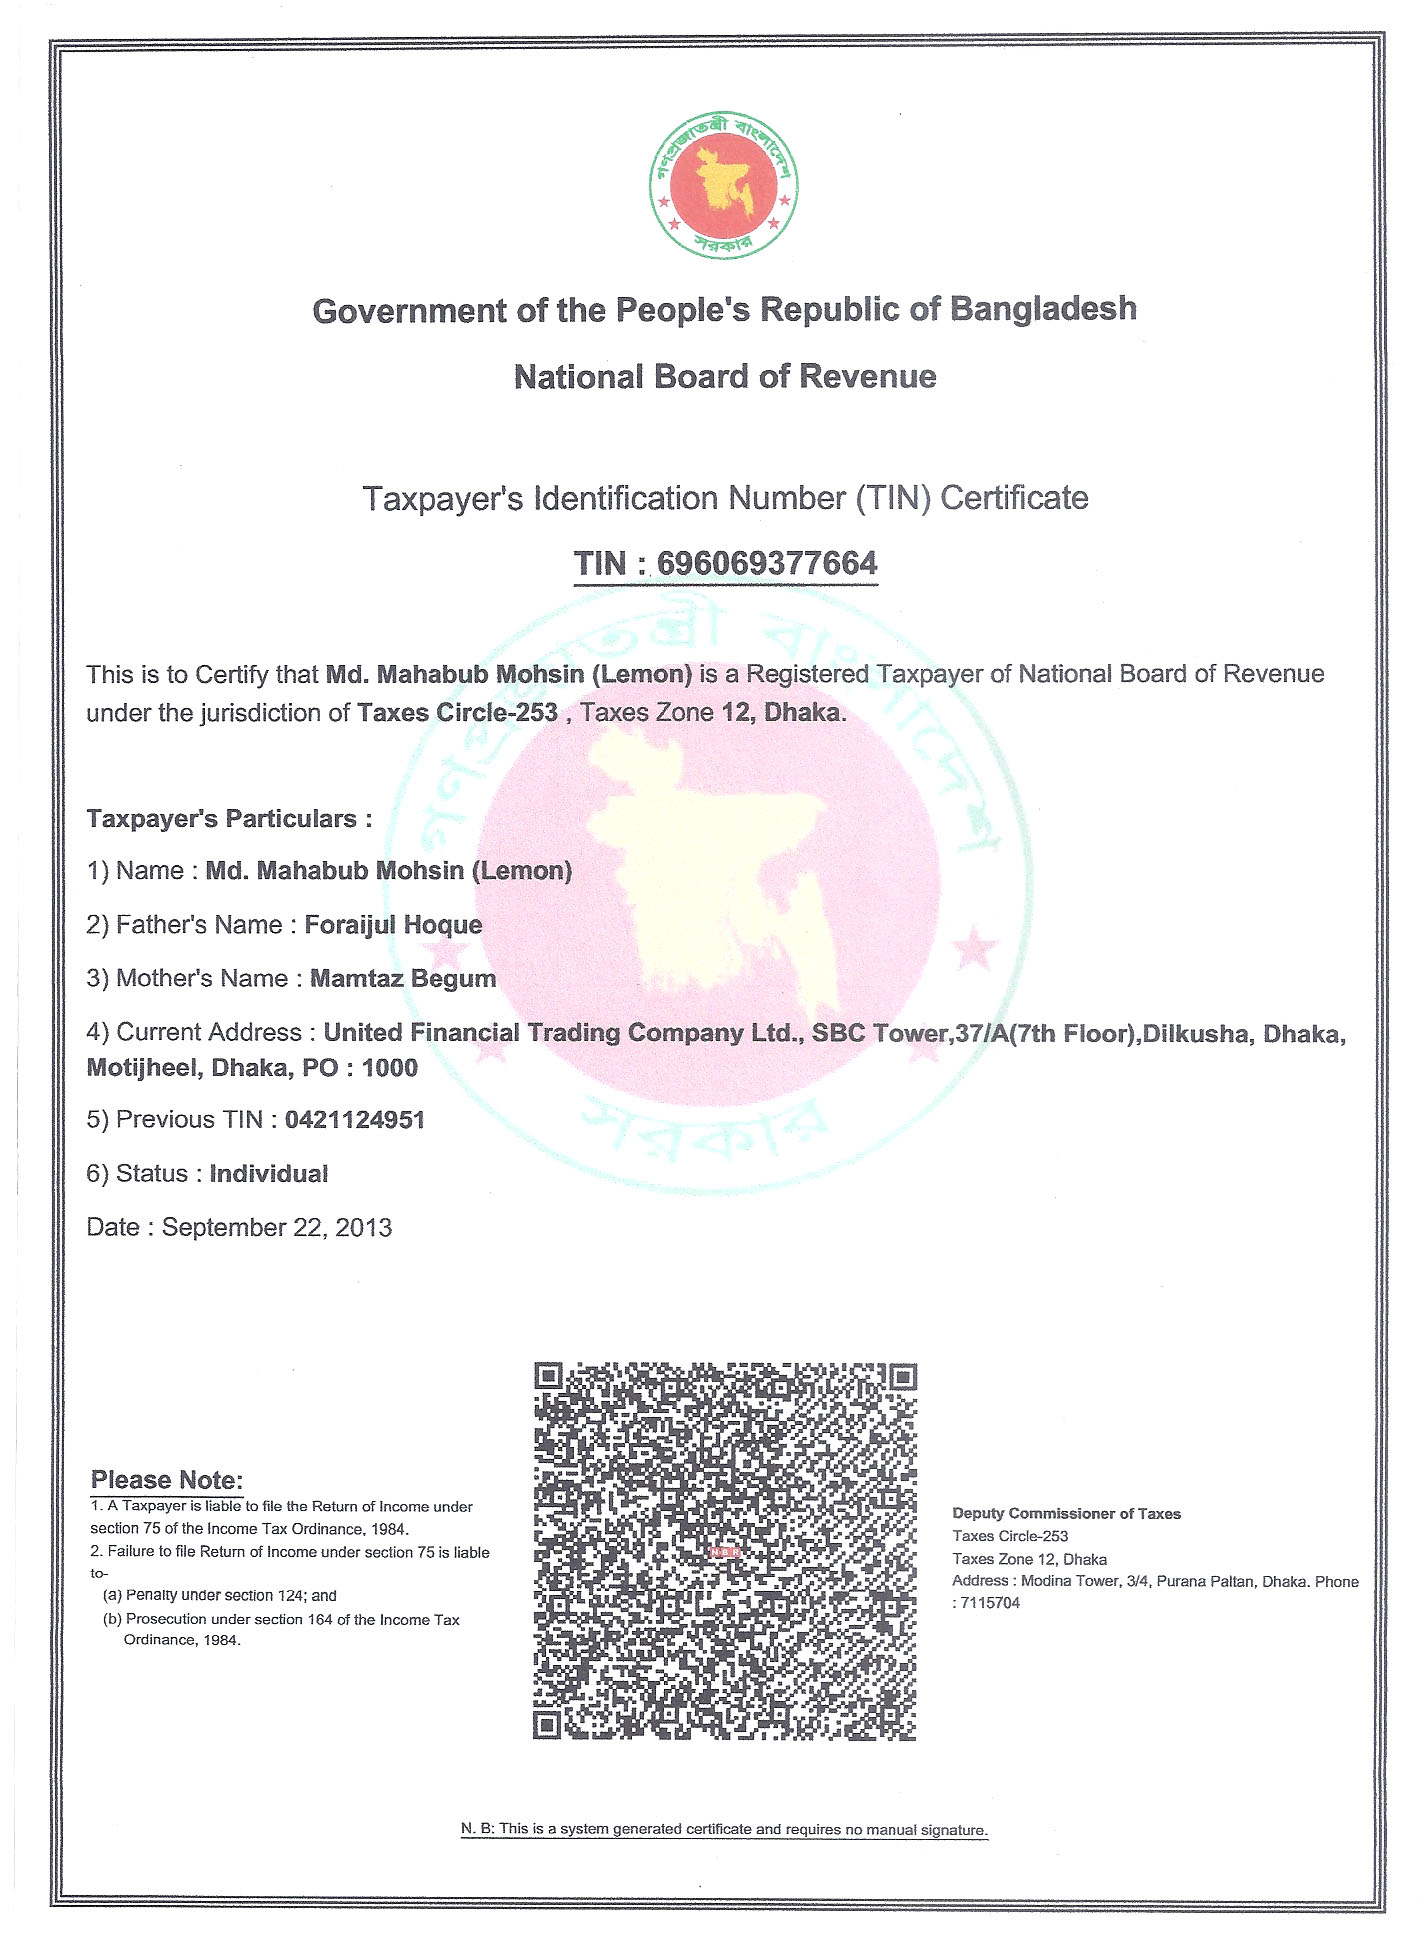 গণপ্রজাতন্ত্রী বাংলাদেশ
সরকার
Government of the People's Republic of Bangladesh
National Board of Revenue
Taxpayer's Identification Number (TIN) Certificate
TIN : 696069377664
This is to Certify that Md. Mahabub Mohsin (Lemon) is a Registered Taxpayer of National Board of Revenue
under the jurisdiction of Taxes Circle-253 , Taxes Zone 12, Dhaka.
গণপ্রজাতন্ত্রী বাংলাদেশ
সরকার
Taxpayer's Particulars :
1) Name : Md. Mahabub Mohsin (Lemon)
2) Father's Name : Foraijul Hoque
3) Mother's Name : Mamtaz Begum
4) Current Address : United Financial Trading Company Ltd., SBC Tower,37/A(7th Floor),Dilkusha, Dhaka,
Motijheel, Dhaka, PO : 1000
5) Previous TIN : 0421124951
6) Status : Individual
Date : September 22, 2013
Please Note:
1. A Taxpayer is liable to file the Return of Income under
section 75 of the Income Tax Ordinance, 1984.
2. Failure to file Return of Income under section 75 is liable
to-
(a) Penalty under section 124; and
(b) Prosecution under section 164 of the Income Tax
Ordinance, 1984.
N B R
Deputy Commissioner of Taxes
Taxes Circle-253
Taxes Zone 12, Dhaka
Address : Modina Tower, 3/4, Purana Paltan, Dhaka. Phone
: 7115704
N. B: This is a system generated certificate and requires no manual signature.